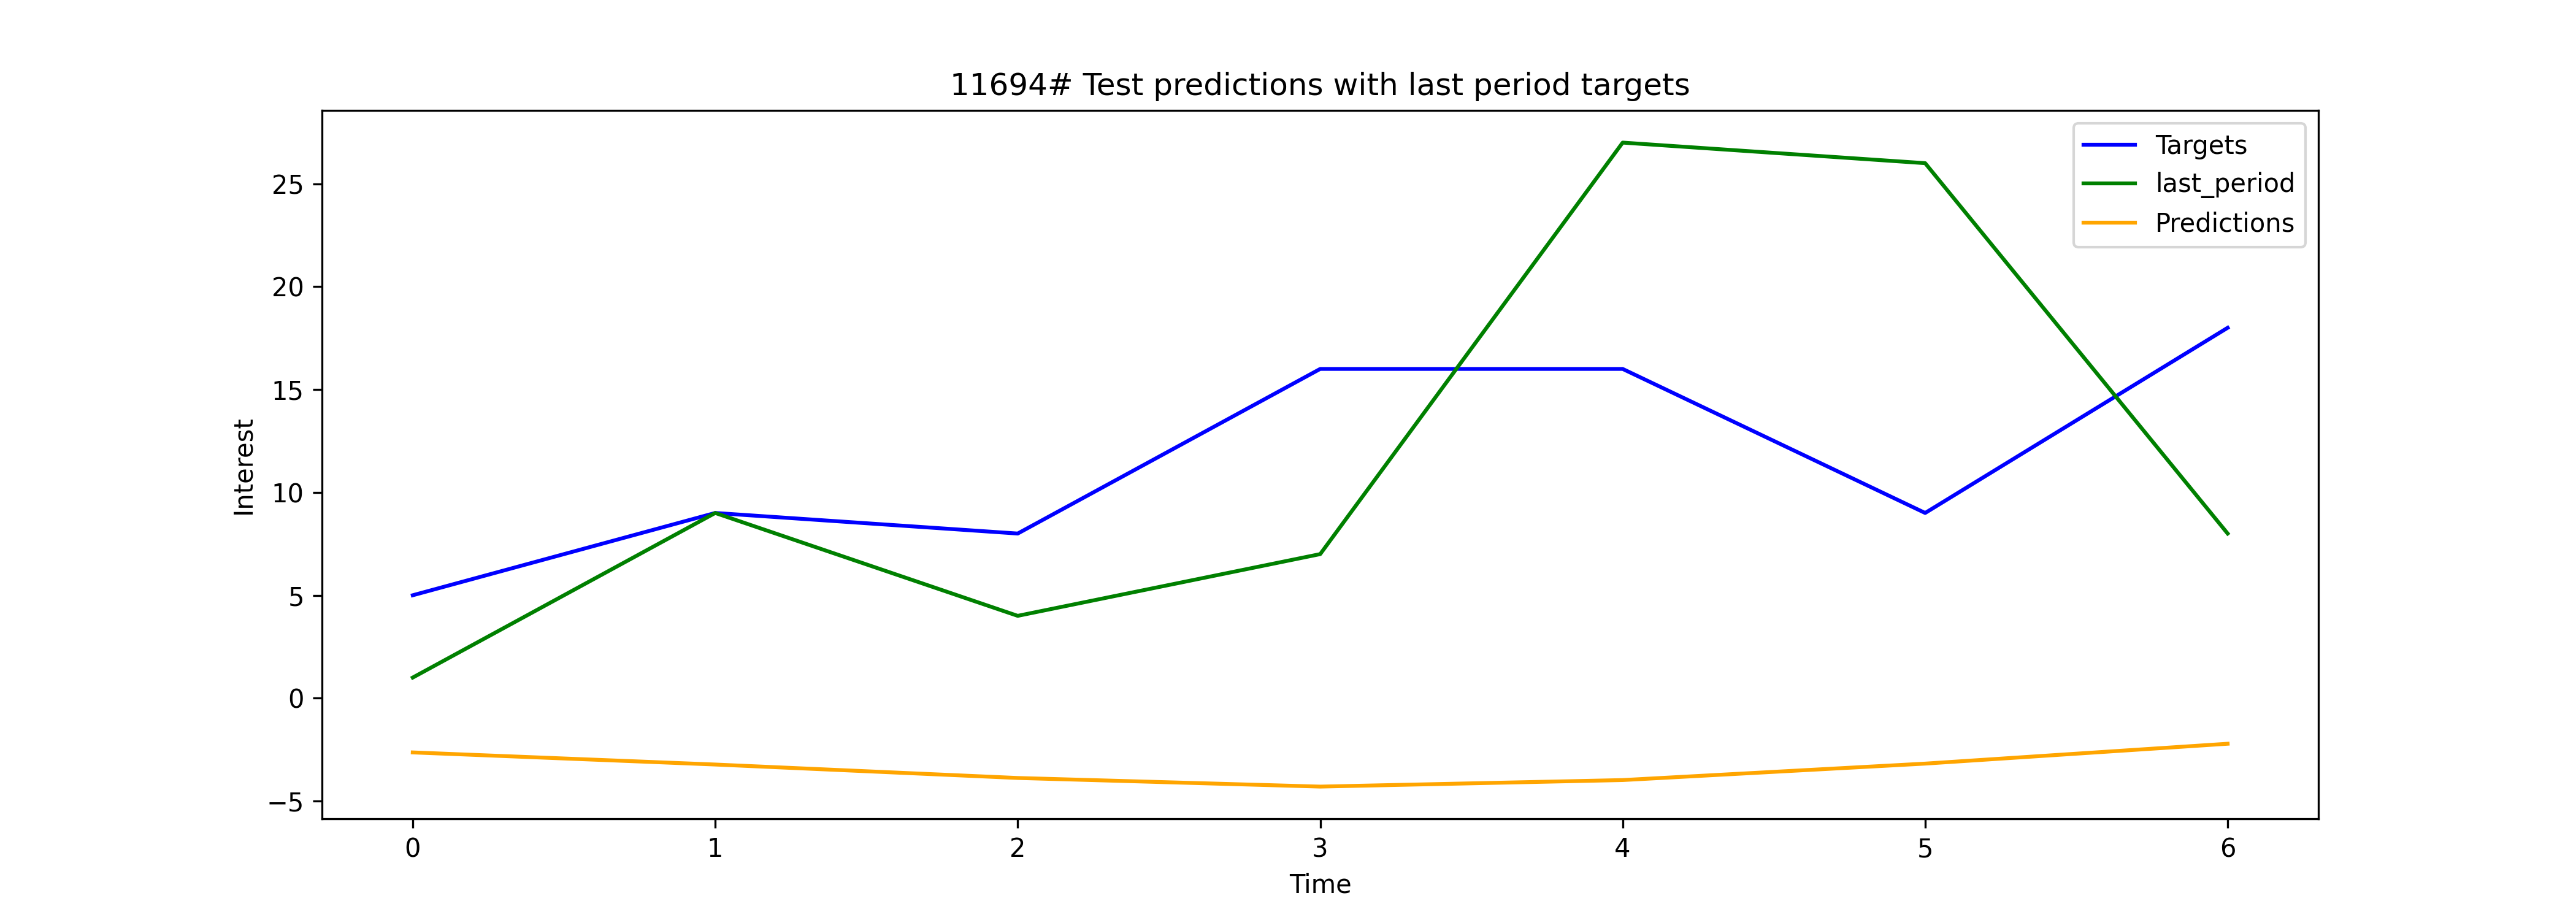 11694# Test predictions with last period targets
Targets
last_period
Predictions
25
20
15
10
5
0
−5
Interest
0 1 2 3 4 5 6
Time